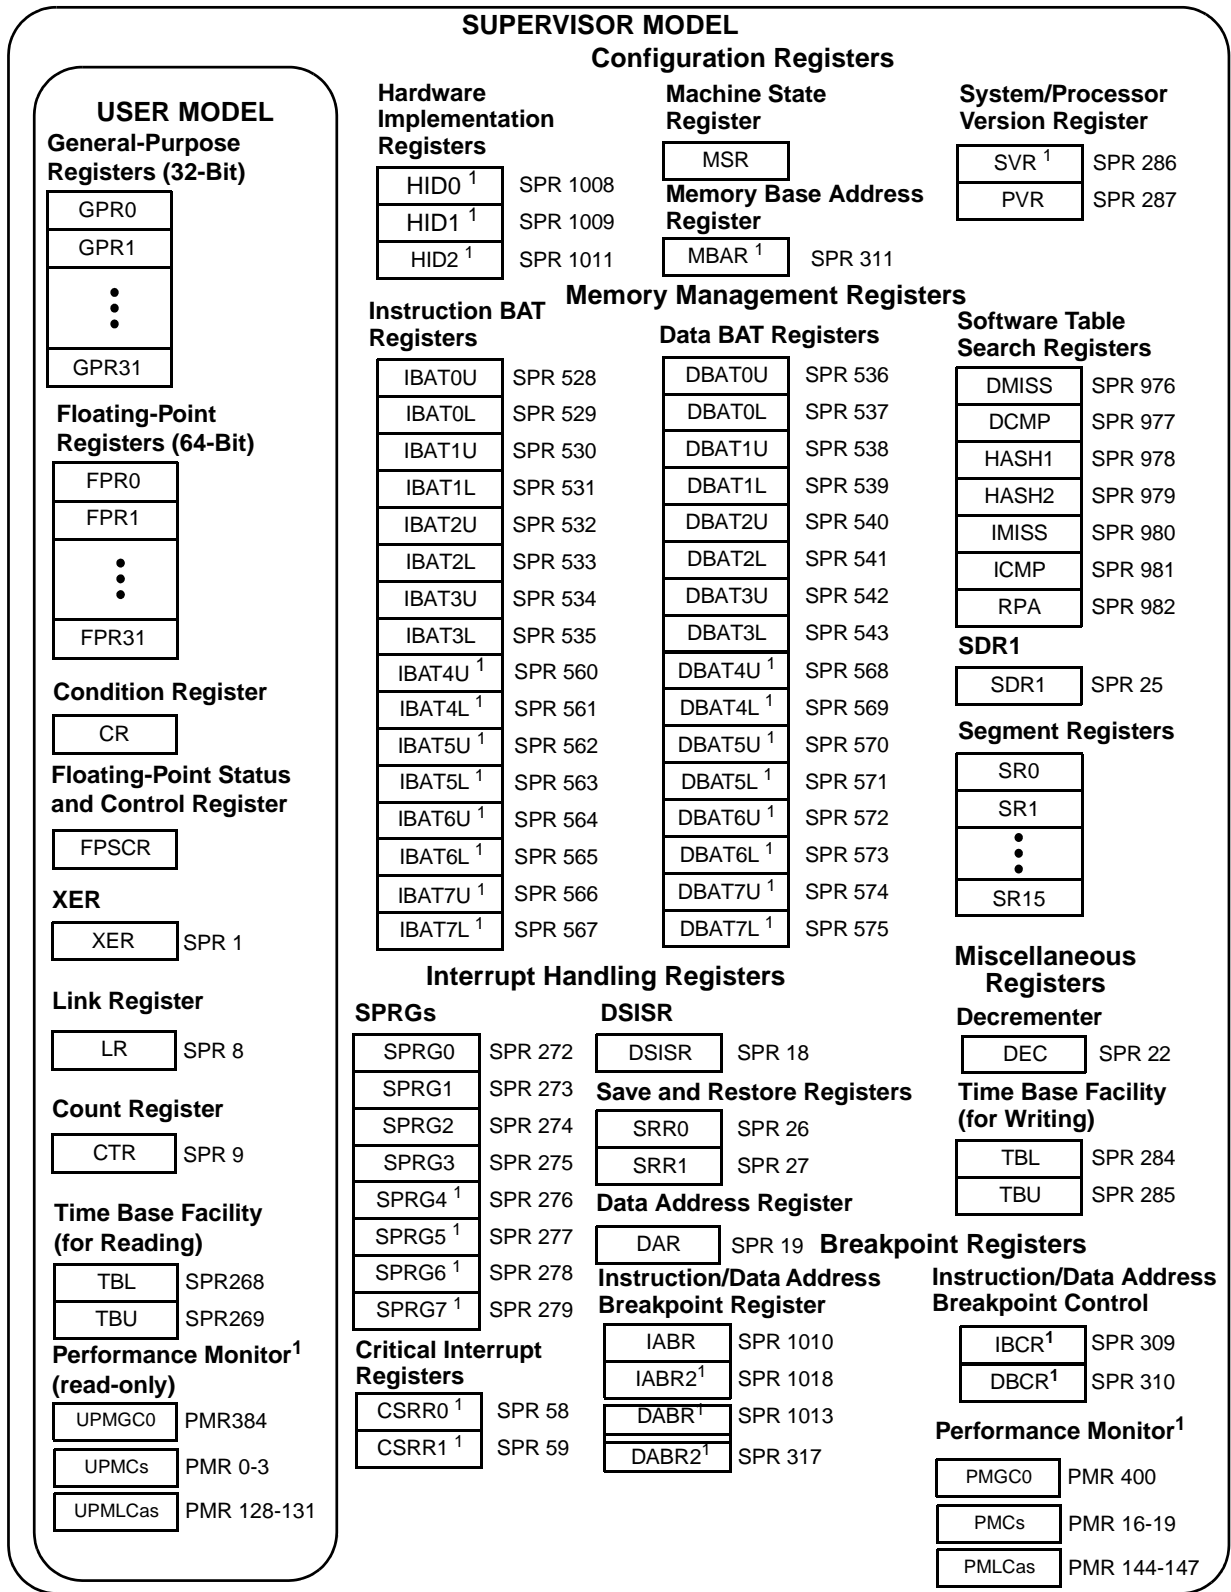 SUPERVISOR MODEL
Configuration Registers
USER MODEL
General-Purpose
Registers (32-Bit)
GPR0
GPR1
GPR31
Floating-Point
Registers (64-Bit)
FPR0
FPR1
FPR31
Condition Register
CR
Floating-Point Status
and Control Register
FPSCR
XER
XER SPR 1
Link Register
LR SPR 8
Count Register
CTR SPR 9
Time Base Facility
(for Reading)
TBL SPR268
TBU SPR269
Performance Monitor1
(read-only)
UPMGC0 PMR384
UPMCs PMR 0-3
UPMLCas PMR 128-131
Hardware
Implementation
Registers
HID0 1 SPR 1008
HID1 1 SPR 1009
HID2 1 SPR 1011
Machine State
Register
MSR
Memory Base Address
Register
MBAR 1 SPR 311
System/Processor
Version Register
SVR 1 SPR 286
PVR SPR 287
Memory Management Registers
Instruction BAT
Registers
IBAT0U SPR 528
IBAT0L SPR 529
IBAT1U SPR 530
IBAT1L SPR 531
IBAT2U SPR 532
IBAT2L SPR 533
IBAT3U SPR 534
IBAT3L SPR 535
IBAT4U 1 SPR 560
IBAT4L 1 SPR 561
IBAT5U 1 SPR 562
IBAT5L 1 SPR 563
IBAT6U 1 SPR 564
IBAT6L 1 SPR 565
IBAT7U 1 SPR 566
IBAT7L 1 SPR 567
Data BAT Registers
DBAT0U SPR 536
DBAT0L SPR 537
DBAT1U SPR 538
DBAT1L SPR 539
DBAT2U SPR 540
DBAT2L SPR 541
DBAT3U SPR 542
DBAT3L SPR 543
DBAT4U 1 SPR 568
DBAT4L 1 SPR 569
DBAT5U 1 SPR 570
DBAT5L 1 SPR 571
DBAT6U 1 SPR 572
DBAT6L 1 SPR 573
DBAT7U 1 SPR 574
DBAT7L 1 SPR 575
Software Table
Search Registers
DMISS SPR 976
DCMP SPR 977
HASH1 SPR 978
HASH2 SPR 979
IMISS SPR 980
ICMP SPR 981
RPA SPR 982
SDR1
SDR1 SPR 25
Segment Registers
SR0
SR1
SR15
Interrupt Handling Registers
SPRGs
SPRG0 SPR 272
SPRG1 SPR 273
SPRG2 SPR 274
SPRG3 SPR 275
SPRG4 1 SPR 276
SPRG5 1 SPR 277
SPRG6 1 SPR 278
SPRG7 1 SPR 279
Critical Interrupt
Registers
CSRR0 1 SPR 58
CSRR1 1 SPR 59
DSISR
DSISR SPR 18
Save and Restore Registers
SRR0 SPR 26
SRR1 SPR 27
Data Address Register
DAR SPR 19
Miscellaneous
Registers
Decrementer
DEC SPR 22
Time Base Facility
(for Writing)
TBL SPR 284
TBU SPR 285
Breakpoint Registers
Instruction/Data Address
Breakpoint Register
IABR SPR 1010
IABR2 1 SPR 1018
DABR 1 SPR 1013
DABR2 1 SPR 317
Instruction/Data Address
Breakpoint Control
IBCR1 SPR 309
DBCR1 SPR 310
Performance Monitor1
PMGC0 PMR 400
PMCs PMR 16-19
PMLCas PMR 144-147